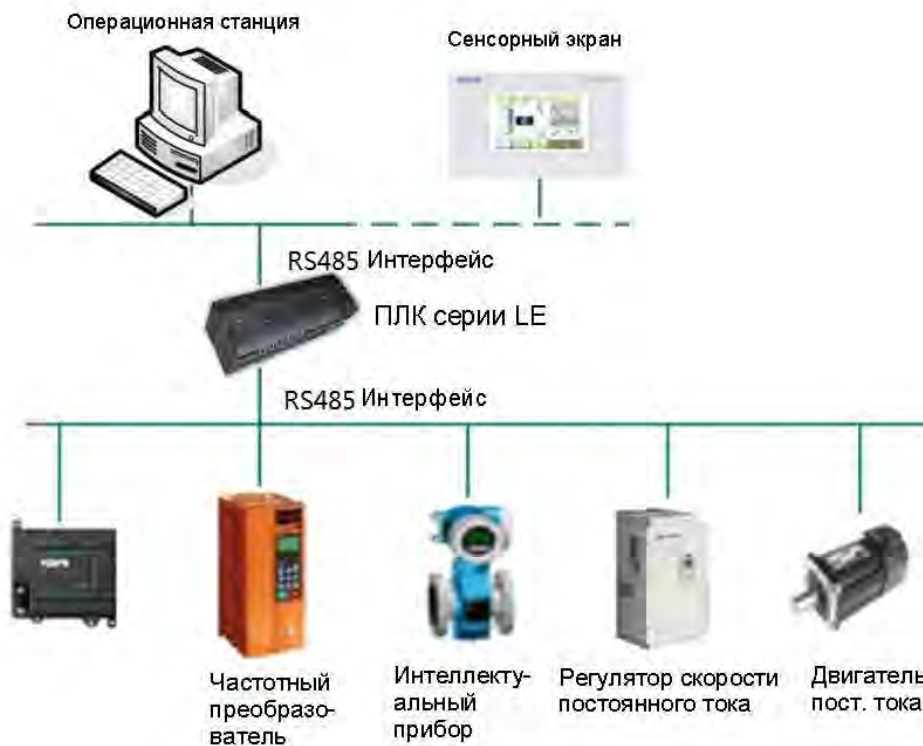 Операционная станция
Сенсорный экран
RS485 Интерфейс
ПЛК серии LE
RS485 Интерфейс
Частотный
преобразо-
ватель
Интеллекту-
альный
прибор
Регулятор скорости
постоянного тока
Двигатель
пост. тока